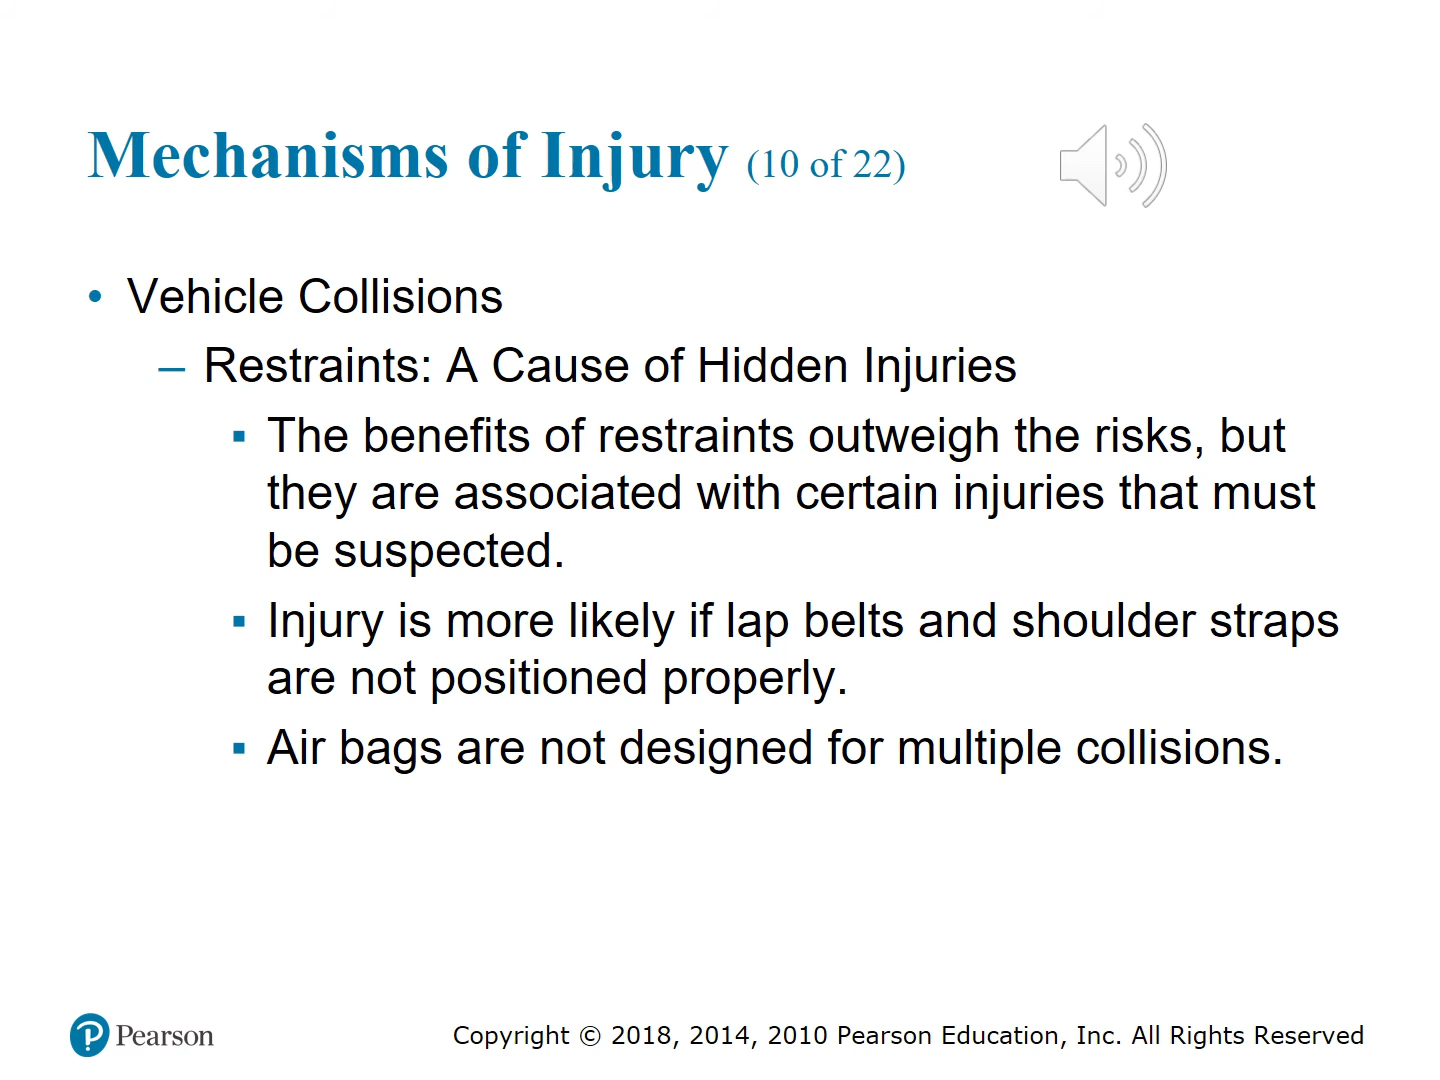 Mechanisms of Injury (10 of 22)
• Vehicle Collisions
– Restraints: A Cause of Hidden Injuries
▪ The benefits of restraints outweigh the risks, but
they are associated with certain injuries that must
be suspected.
▪ Injury is more likely if lap belts and shoulder straps
are not positioned properly.
▪ Air bags are not designed for multiple collisions.
Pearson
Copyright © 2018, 2014, 2010 Pearson Education, Inc. All Rights Reserved